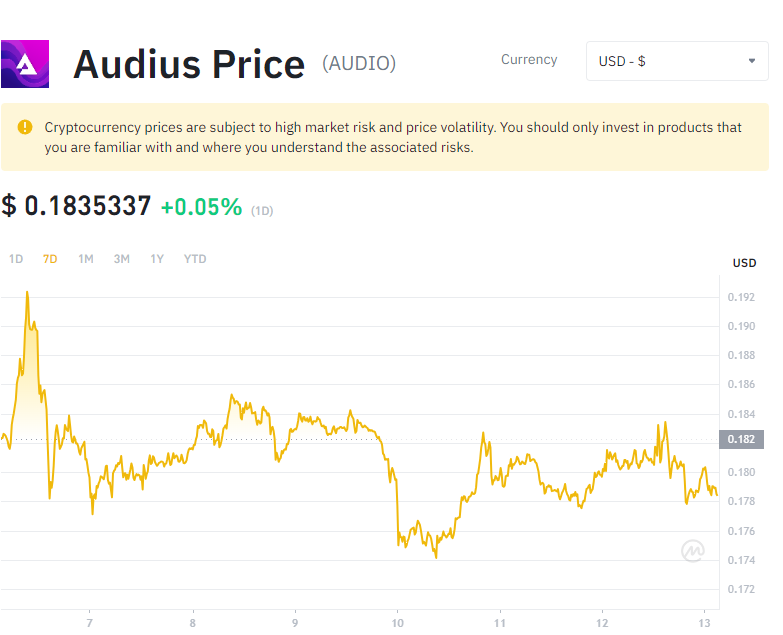 Audius Price (AUDIO)
Currency
USD - $
Cryptocurrency prices are subject to high market risk and price volatility. You should only invest in products that
you are familiar with and where you understand the associated risks.
$ 0.1835337 +0.05% (1D)
1D 7D 1M 3M 1Y YTD
USD
0.192
0.190
0.188
0.186
0.184
0.182
0.180
0.178
0.176
0.174
0.172
7 8 9 10 11 12 13